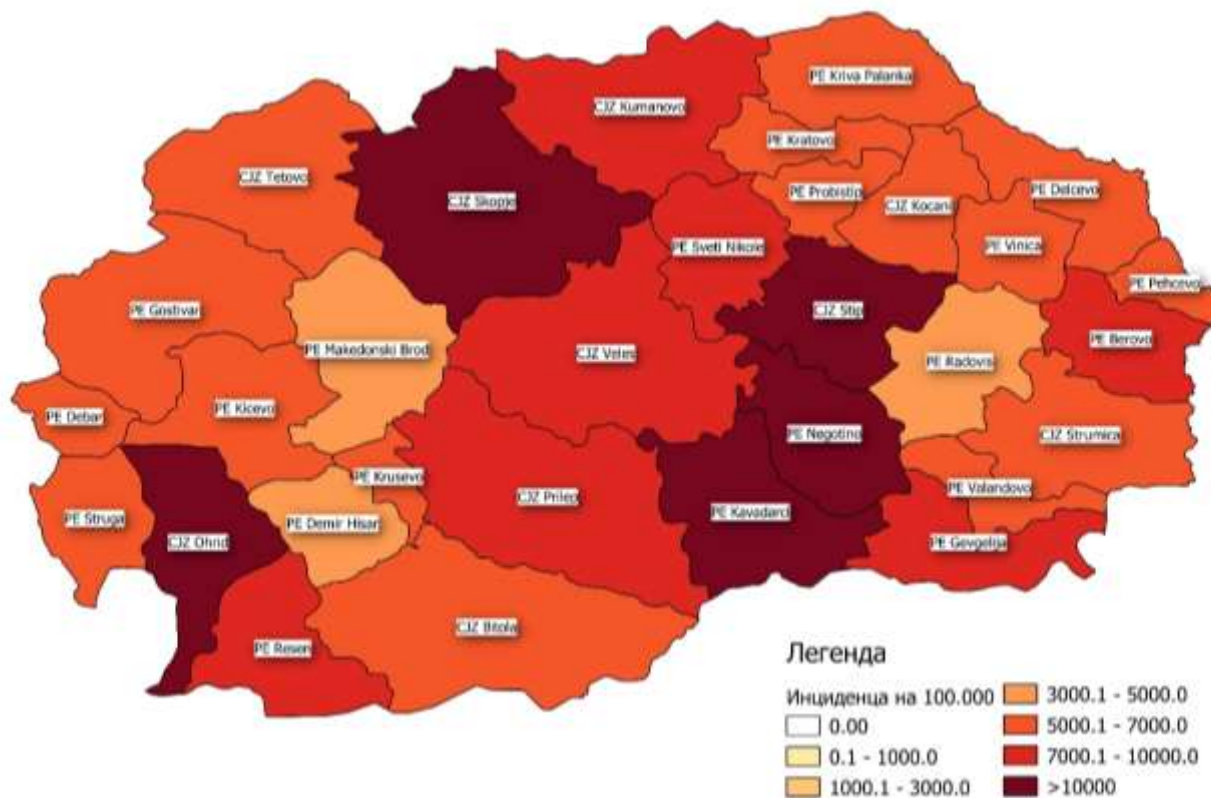 PE Kriva Palanka
CJZ Kumanovo
PE Kratovo
CJZ Tetovo
PE Probistip
PE Delcevo
CJZ Skopje
CJZ Kocani
PE Sveti Nikole
PE Vinica
PE Pehcevo
PE Gostivar
CJZ Stip
PE Berovo
PE Makedonski Brod
CJZ Veles
PE Radovis
PE Debar
PE Kicevo
PE Negotino
CJZ Strumica
PE Krusevo
PE Valandovo
CJZ Prilep
PE Struga
PE Demir Hisar
PE Kavadarci
CJZ Ohrid
PE Gevgelija
CJZ Bitola
PE Resen
Легенда
Инциденца на 100.000
0.00
0.1 - 1000.0
1000.1 - 3000.0
3000.1 - 5000.0
5000.1 - 7000.0
7000.1 - 10000.0
>10000